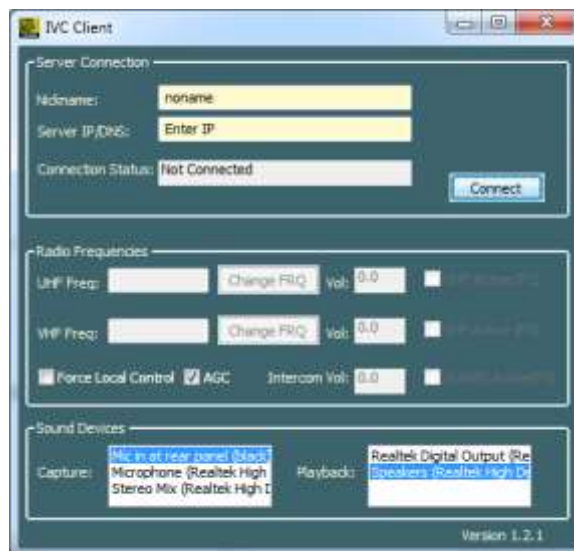 IVC Client
Server Connection
Nickname: noname
Server IP/DNS: Enter IP
Connection Status: Not Connected
Connect
Radio Frequencies
UHF Freq: Change FRQ Vol: 0.0
VHF Freq: Change FRQ Vol: 0.0
Force Local Control AGC Intercom Vol: 0.0
Sound Devices
Capture:
Mic in at rear panel (black
Microphone (Realtek High
Stereo Mix (Realtek High D
Playback:
Realtek Digital Output (Re
Speakers (Realtek High De
Version 1.2.1